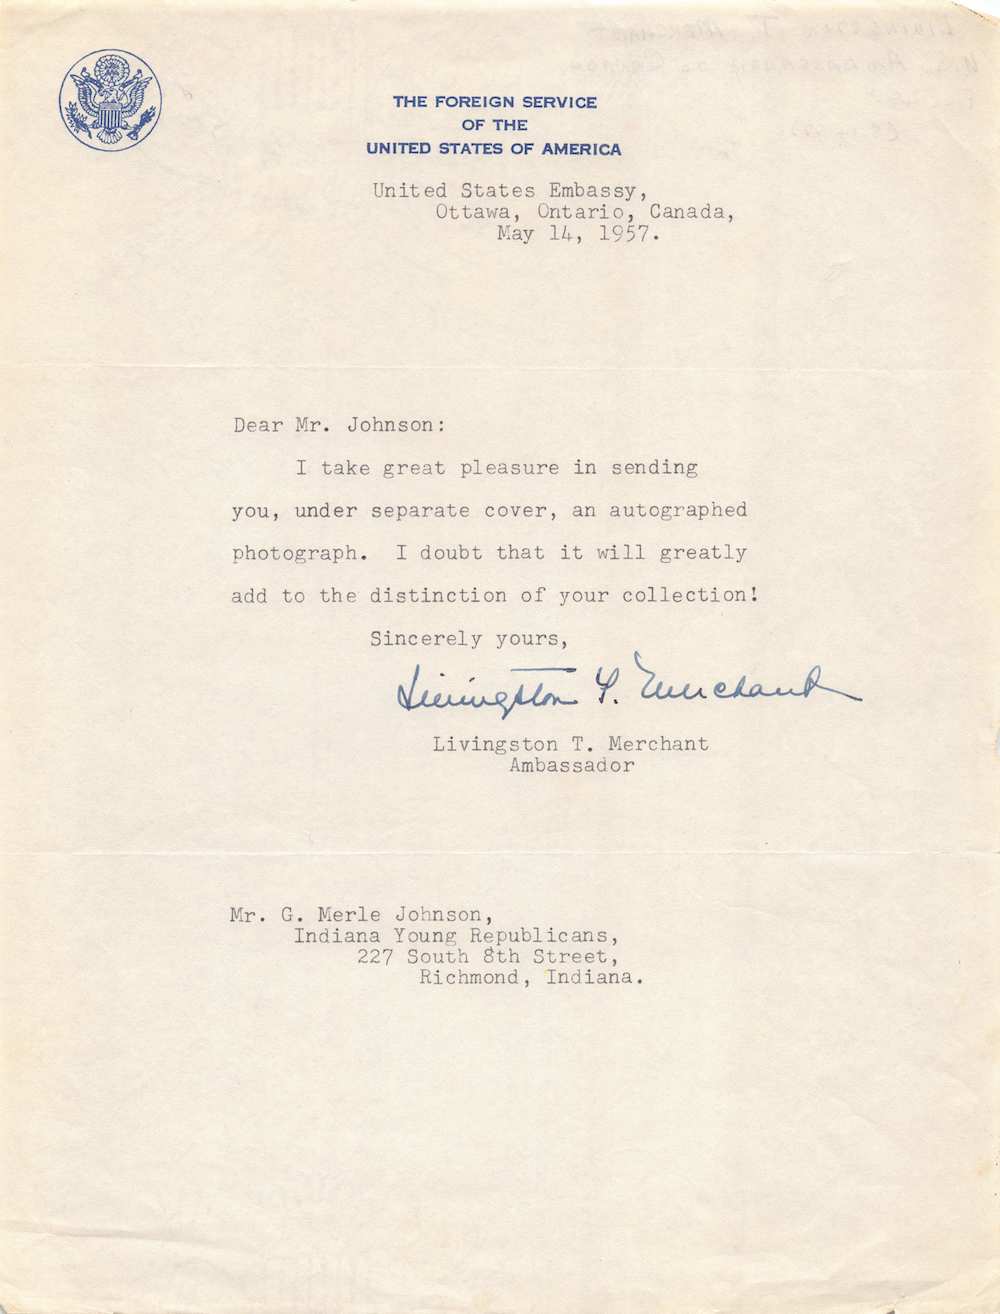 THE FOREIGN SERVICE
OF THE
UNITED STATES OF AMERICA
United States Embassy,
Ottawa, Ontario, Canada,
May 14, 1957.
Dear Mr. Johnson:
I take great pleasure in sending
you, under separate cover, an autographed
photograph. I doubt that it will greatly
add to the distinction of your collection!
Sincerely yours,
Livingston T. Merchant
Livingston T. Merchant
Ambassador
Mr. G. Merle Johnson,
Indiana Young Republicans,
227 South 8th Street,
Richmond, Indiana.